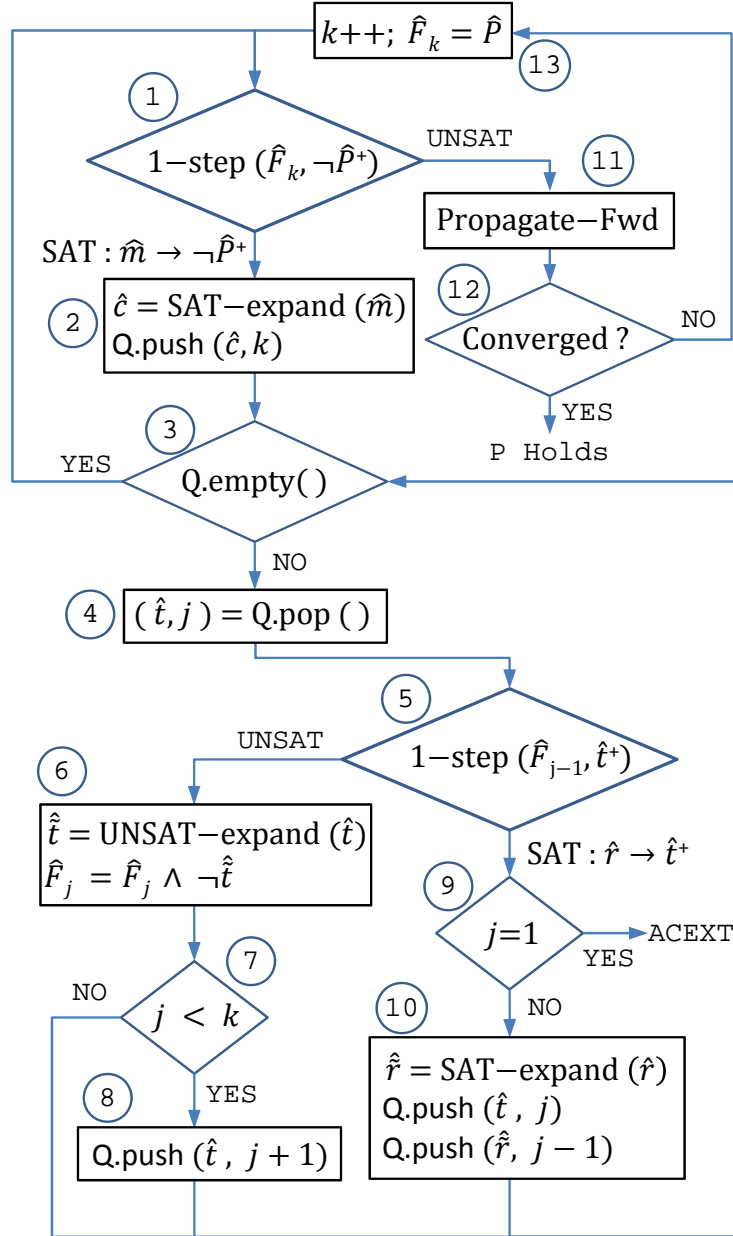 k++; F̂ₖ = P̂
13
1
1−step (F̂ₖ, ¬P̂⁺)
UNSAT
11
Propagate−Fwd
SAT : m̂ → ¬P̂⁺
12
2
ĉ = SAT−expand (m̂)
Q.push (ĉ, k)
Converged ?
NO
YES
P Holds
3
YES
Q.empty( )
NO
4
( t̂, j ) = Q.pop ( )
5
UNSAT
1−step (F̂ⱼ₋₁, t̂⁺)
6
t̃̂ = UNSAT−expand (t̂)
F̂ⱼ = F̂ⱼ ∧ ¬t̃̂
SAT : r̂ → t̂⁺
9
j=1
ACEXT
YES
7
NO
j < k
YES
10
NO
r̃̂ = SAT−expand (r̂)
Q.push (t̂ , j)
Q.push (r̃̂, j − 1)
8
Q.push (t̂ , j + 1)